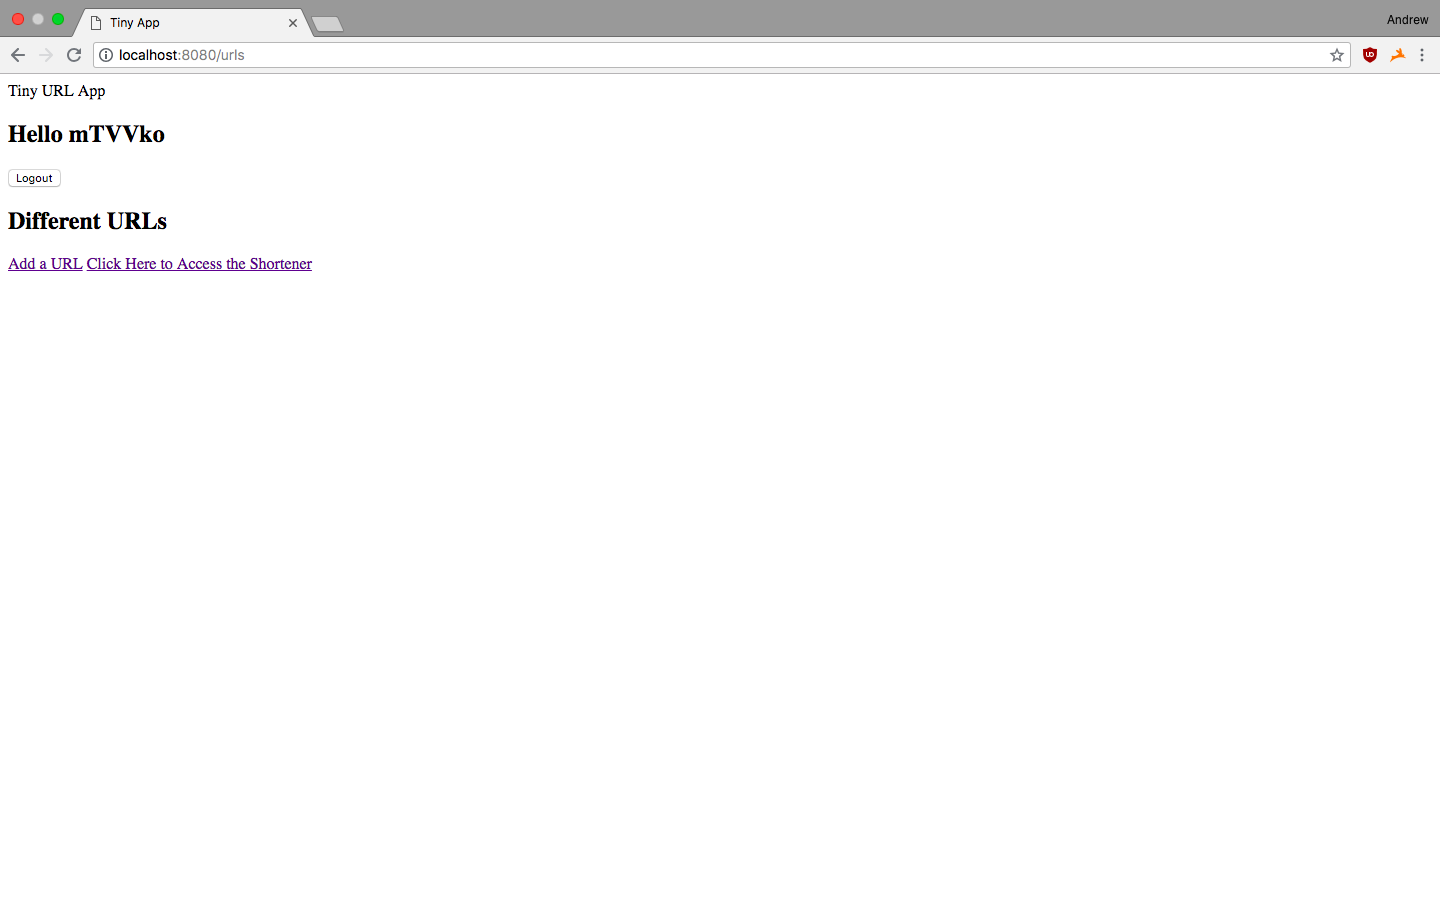 Tiny App
Andrew
localhost:8080/urls
Tiny URL App
Hello mTVVko
Logout
Different URLs
Add a URL Click Here to Access the Shortener